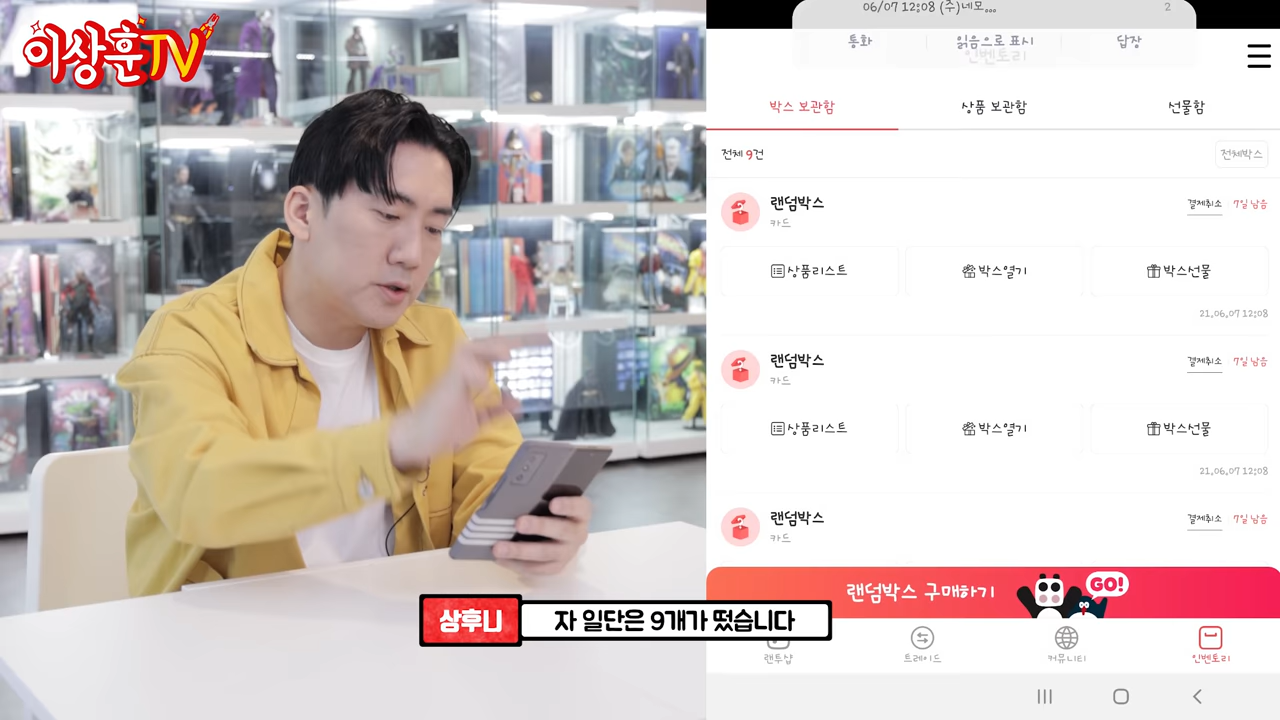 이상훈TV
06/07 12:08 (주)네모...
2
통화
읽음으로 표시
답장
인벤토리
박스 보관함
상품 보관함
선물함
전체 9건
전체박스
랜덤박스
카드
결제취소
7일 남음
상품리스트
박스열기
박스선물
21.06.07 12:08
랜덤박스
카드
결제취소
7일 남음
상품리스트
박스열기
박스선물
21.06.07 12:08
랜덤박스
카드
결제취소
7일 남음
랜덤박스 구매하기
GO!
상후니
자 일단은 9개가 떴습니다
랜투샵
트레이드
커뮤니티
인벤토리